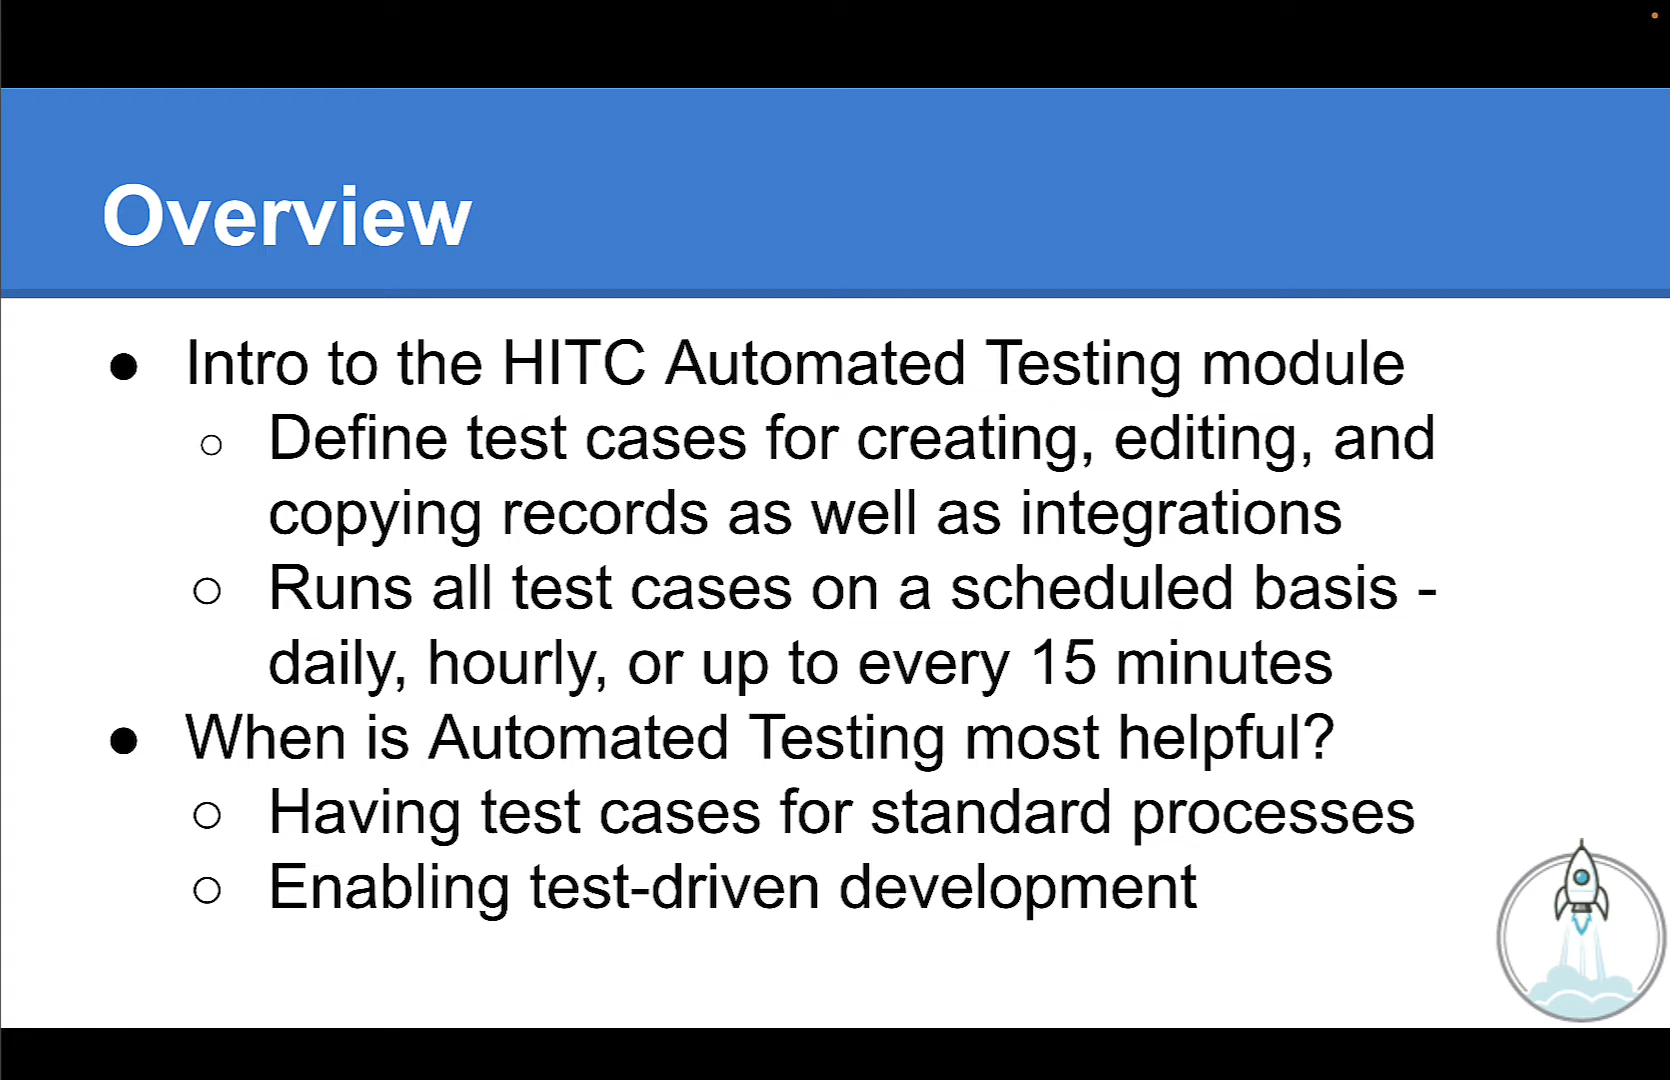 Overview
● Intro to the HITC Automated Testing module
○ Define test cases for creating, editing, and
copying records as well as integrations
○ Runs all test cases on a scheduled basis -
daily, hourly, or up to every 15 minutes
● When is Automated Testing most helpful?
○ Having test cases for standard processes
○ Enabling test-driven development